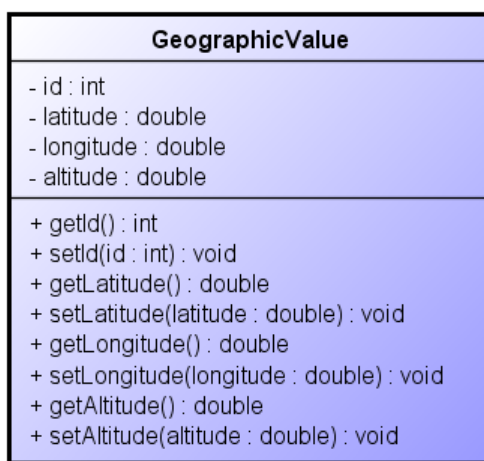 GeographicValue
- id : int
- latitude : double
- longitude : double
- altitude : double
+ getId() : int
+ setId(id : int) : void
+ getLatitude() : double
+ setLatitude(latitude : double) : void
+ getLongitude() : double
+ setLongitude(longitude : double) : void
+ getAltitude() : double
+ setAltitude(altitude : double) : void